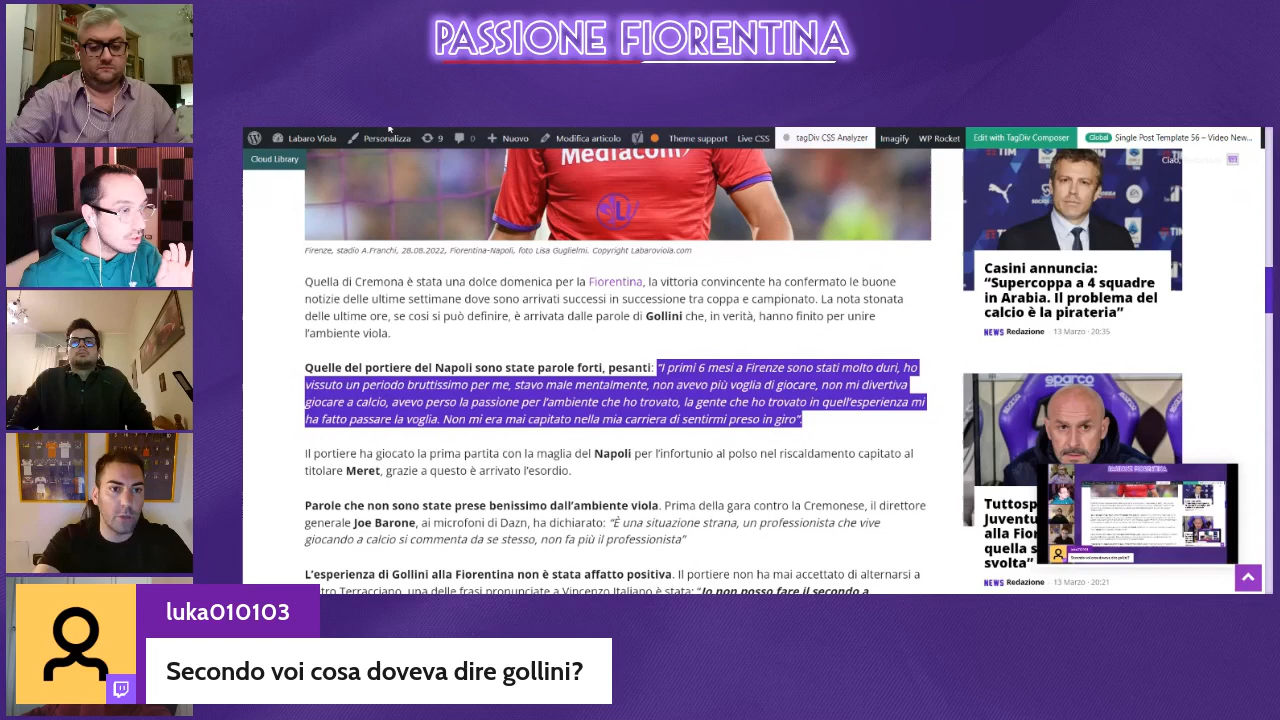 PASSIONE FIORENTINA
Labaro Viola Personalizza 9 0 Nuovo Modifica articolo Theme support Live CSS tagDiv CSS Analyzer Imagify WP Rocket Edit with TagDiv Composer Global Single Post Template 56 – Video New...
Cloud Library
Ciao,
Mediacom
Firenze, stadio A.Franchi, 28.08.2022, Fiorentina-Napoli, foto Lisa Guglielmi. Copyright Labaroviola.com
Quella di Cremona è stata una dolce domenica per la Fiorentina, la vittoria convincente ha confermato le buone
notizie delle ultime settimane dove sono arrivati successi in successione tra coppa e campionato. La nota stonata
delle ultime ore, se cosi si può definire, è arrivata dalle parole di Gollini che, in verità, hanno finito per unire
l’ambiente viola.
Quelle del portiere del Napoli sono state parole forti, pesanti: “I primi 6 mesi a Firenze sono stati molto duri, ho
vissuto un periodo bruttissimo per me, stavo male mentalmente, non avevo più voglia di giocare, non mi divertiva
giocare a calcio, avevo perso la passione per l’ambiente che ho trovato, la gente che ho trovato in quell’esperienza mi
ha fatto passare la voglia. Non mi era mai capitato nella mia carriera di sentirmi preso in giro”.
Il portiere ha giocato la prima partita con la maglia del Napoli per l’infortunio al polso nel riscaldamento capitato al
titolare Meret, grazie a questo è arrivato l’esordio.
Parole che non sono state prese benissimo dall’ambiente viola. Prima della gara contro la Cremonese, il direttore
generale Joe Barone, ai microfoni di Dazn, ha dichiarato: “È una situazione strana, un professionista che vive
giocando a calcio si commenta da se stesso, non fa più il professionista”
L’esperienza di Gollini alla Fiorentina non è stata affatto positiva. Il portiere non ha mai accettato di alternarsi a
Terracciano, una delle frasi pronunciate a Vincenzo Italiano è stata: “Io non posso fare il secondo a
Casini annuncia:
“Supercoppa a 4 squadre
in Arabia. Il problema del
calcio è la pirateria”
NEWS Redazione 13 Marzo · 20:35
sparco
Tuttosp
Juventu
alla Fior
quella s
svolta”
NEWS Redazione 13 Marzo · 20:21
luka010103
Secondo voi cosa doveva dire gollini?